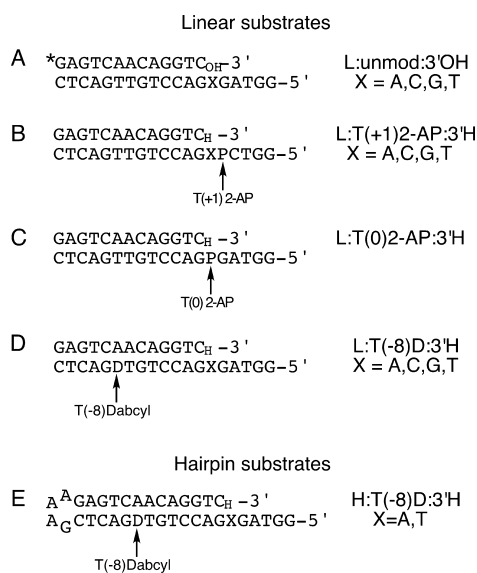 Linear substrates
A
*GAGTCAACAGGTCOH-3'
L:unmod:3'OH
CTCAGTTGTCCAGXGATGG-5'
X = A,C,G,T
B
GAGTCAACAGGTCH -3'
L:T(+1)2-AP:3'H
CTCAGTTGTCCAGXPCTGG-5'
X = A,C,G,T
T(+1)2-AP
C
GAGTCAACAGGTCH -3'
L:T(0)2-AP:3'H
CTCAGTTGTCCAGPGATGG-5'
T(0)2-AP
D
GAGTCAACAGGTCH -3'
L:T(-8)D:3'H
CTCAGDTGTCCAGXGATGG-5'
X = A,C,G,T
T(-8)Dabcyl
Hairpin substrates
E
AAGAGTCAACAGGTCH -3'
H:T(-8)D:3'H
AGCTCAGDTGTCCAGXGATGG-5'
X=A,T
T(-8)Dabcyl